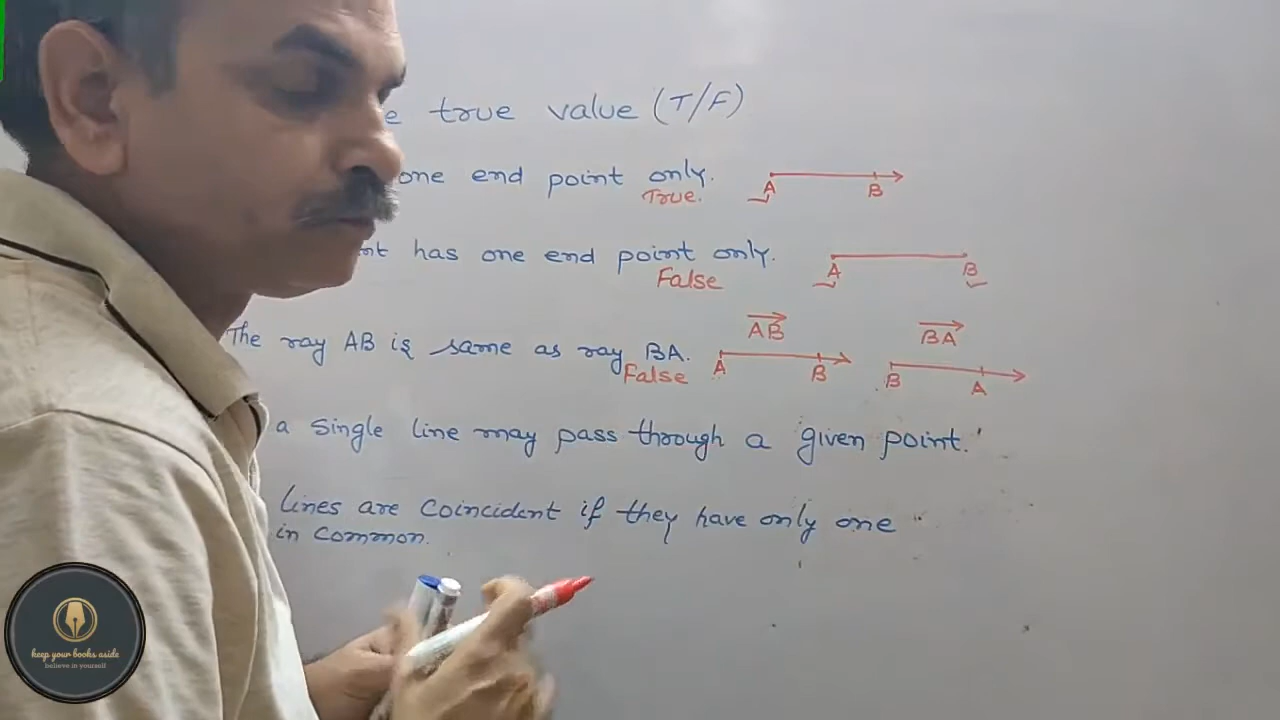 e true value (T/F)
one end point only.
True.
A B
nt has one end point only.
False
A B
The ray AB is same as ray BA.
False
AB
A B
BA
B A
a single line may pass through a given point.
lines are coincident if they have only one
in common.
keep your books aside
believe in yourself